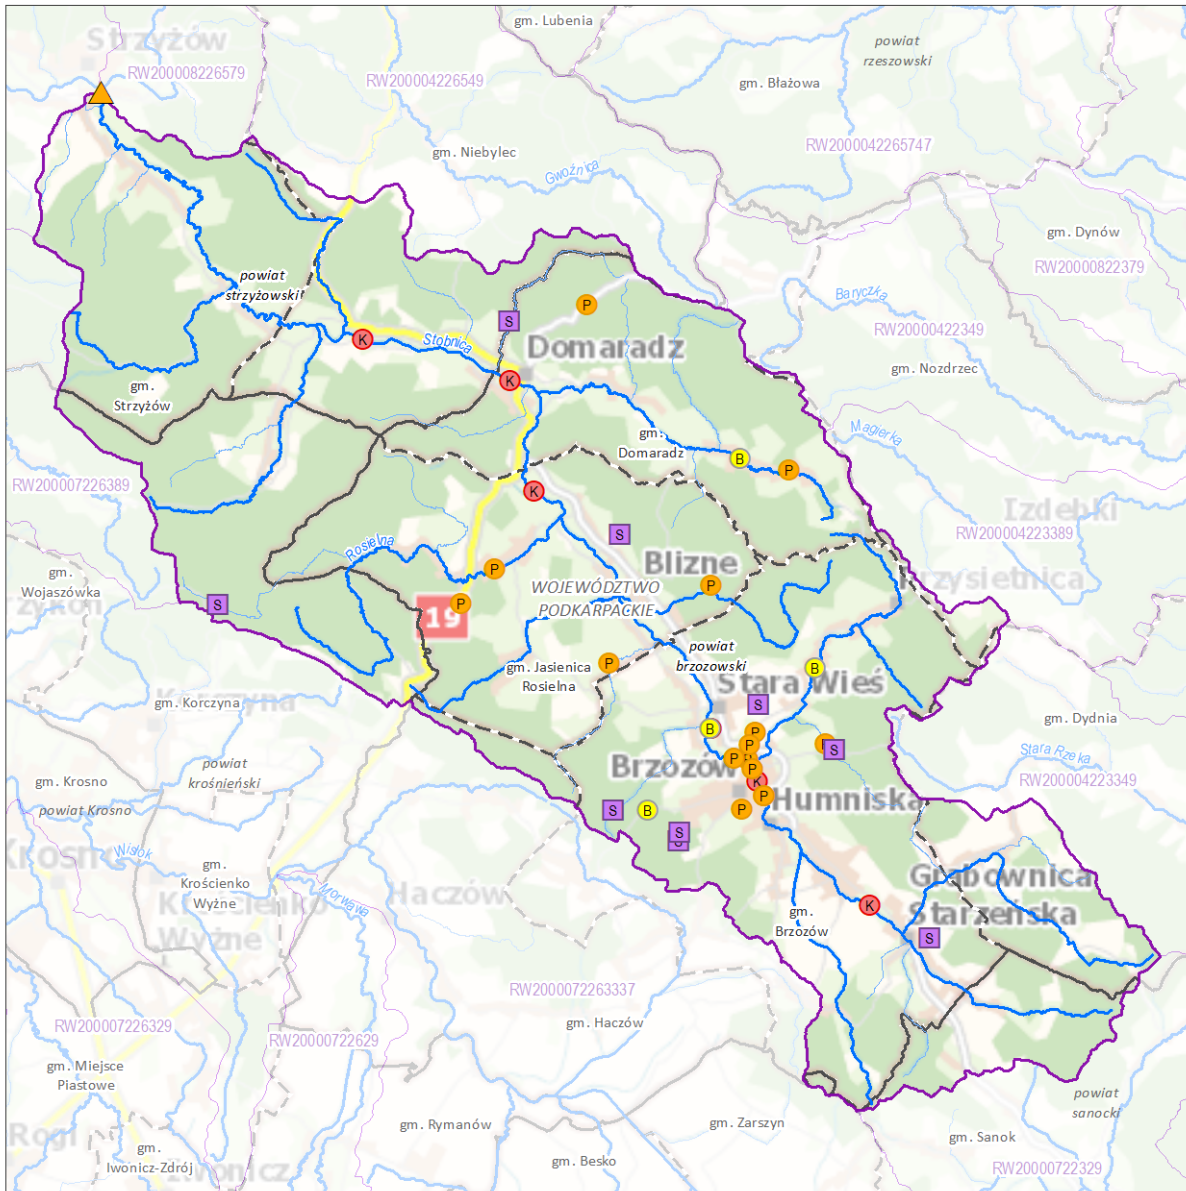 gm. Lubenia
Strzyżów
powiat
rzeszowski
RW200008226579
RW200004226549
gm. Błażowa
RW2000042265747
gm. Niebylec
Gwoźnica
gm. Dynów
RW20000822379
powiat
strzyżowski
P
Baryczka
S
RW200004222349
Stobnica
K
Domaradz
gm. Nozdrzec
K
gm.
Strzyżów
Magierka
gm.
Domaradz
B
P
RW200007226389
K
Izdebki
RW200004223389
S
Rosielna
Blizne
P
gm.
Wojaszówka
WOJEWÓDZTWO
PODKARPACKIE
P
S
P
19
powiat
brzozowski
P
gm. Jasienica
Rosielna
B
Stara Wieś
Korczyna
gm. Korczyna
S
gm. Dydnia
B
P
P
P
P
S
Stara Rzeka
powiat
krośnieński
Brzozów
P
K
RW200004223349
gm. Krosno
P
Humniska
powiat Krosno
S
B
P
S
S
Wisłok
gm.
Krościenko
Wyżne
Morwawa
Haczów
Grabownica
Starzeńska
K
gm.
Brzozów
S
RW2000072263337
RW200007226329
gm. Haczów
RW20000722629
gm. Miejsce
Piastowe
powiat
sanocki
gm. Rymanów
gm. Zarszyn
Rogi
gm. Sanok
gm.
Iwonicz-Zdrój
Iwonicz
gm. Besko
RW20000722329